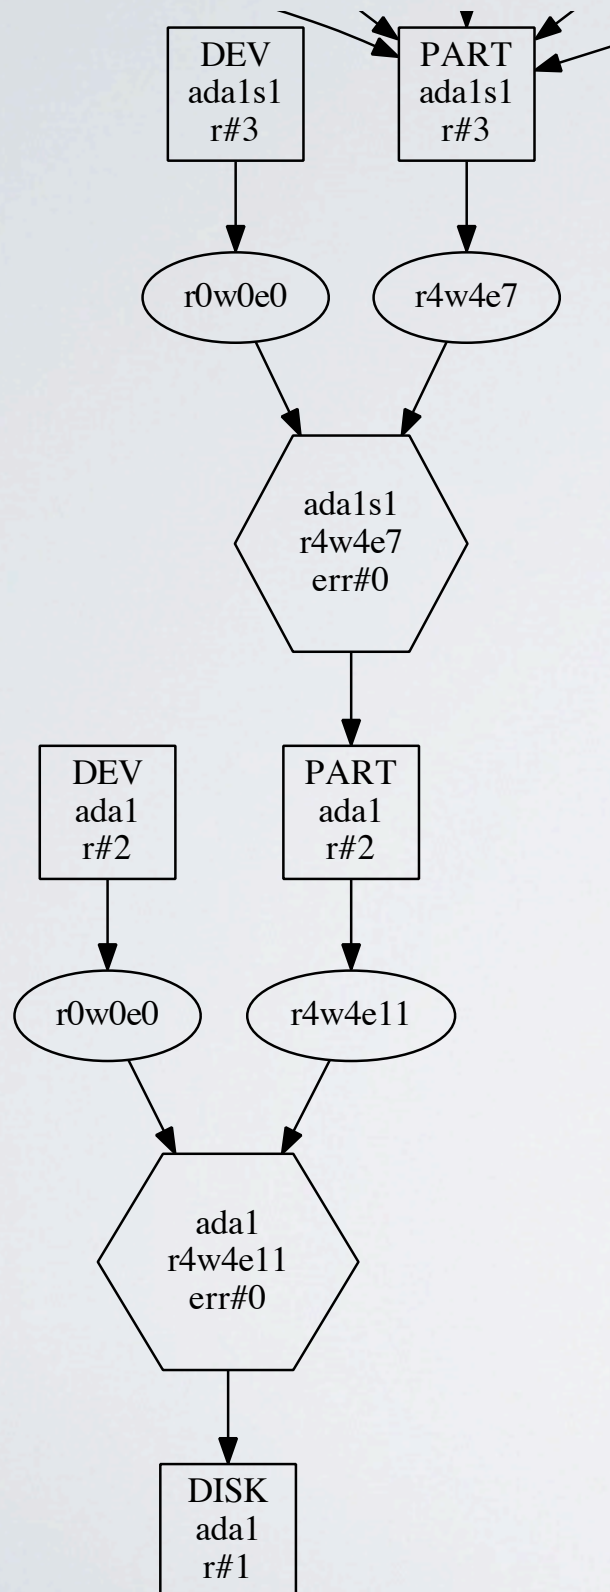 DEV
ada1s1
r#3
PART
ada1s1
r#3
r0w0e0
r4w4e7
ada1s1
r4w4e7
err#0
DEV
ada1
r#2
PART
ada1
r#2
r0w0e0
r4w4e11
ada1
r4w4e11
err#0
DISK
ada1
r#1